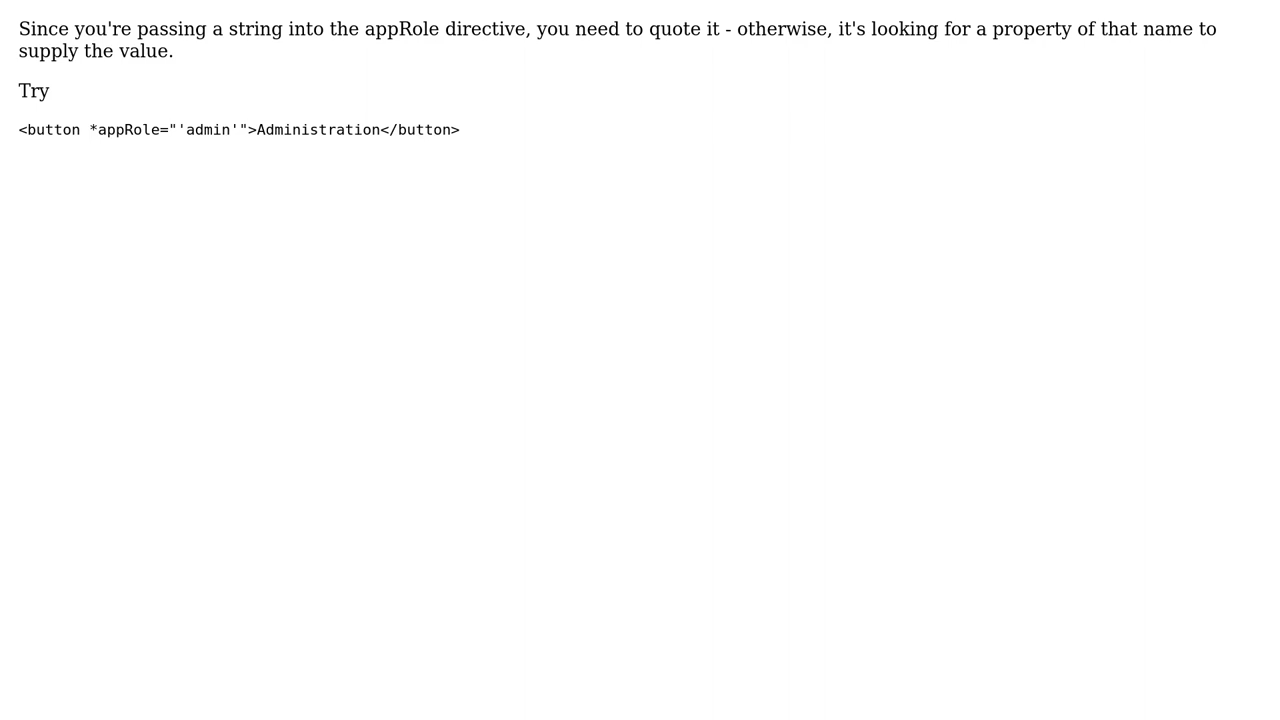 Since you're passing a string into the appRole directive, you need to quote it - otherwise, it's looking for a property of that name to
supply the value.
Try
<button *appRole="'admin'">Administration</button>